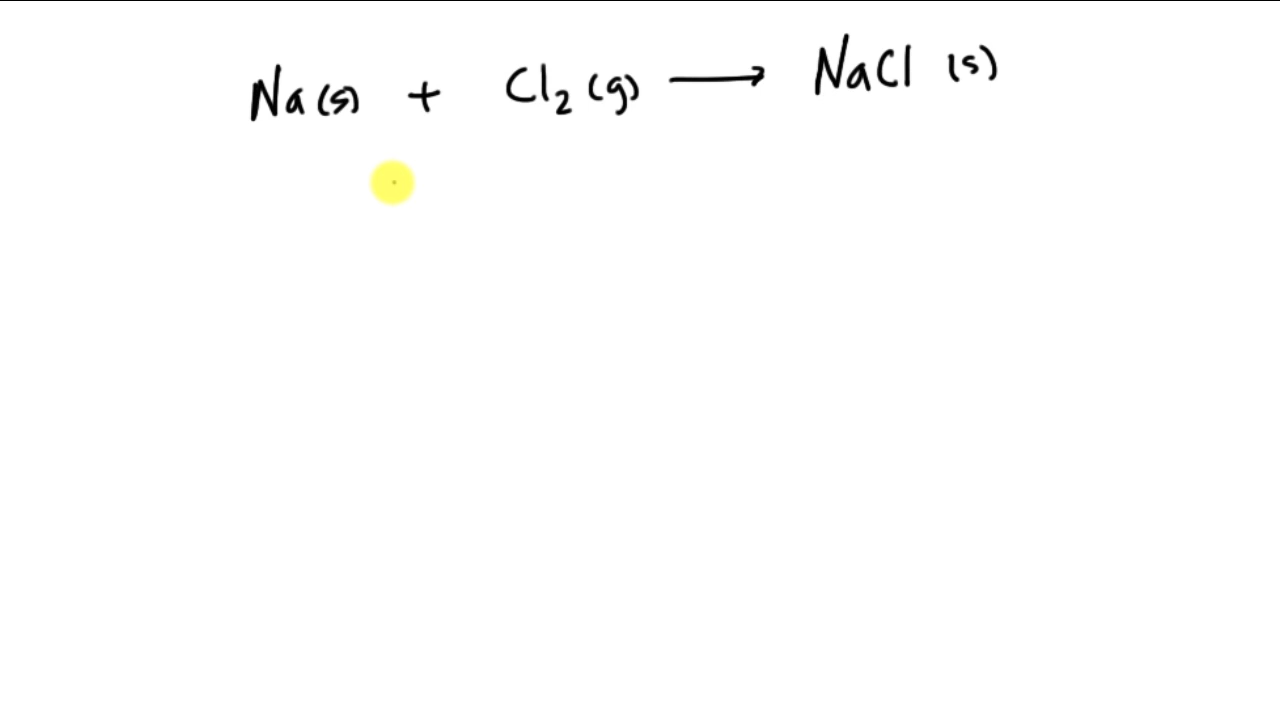 Na(s) + Cl₂(g) → NaCl (s)